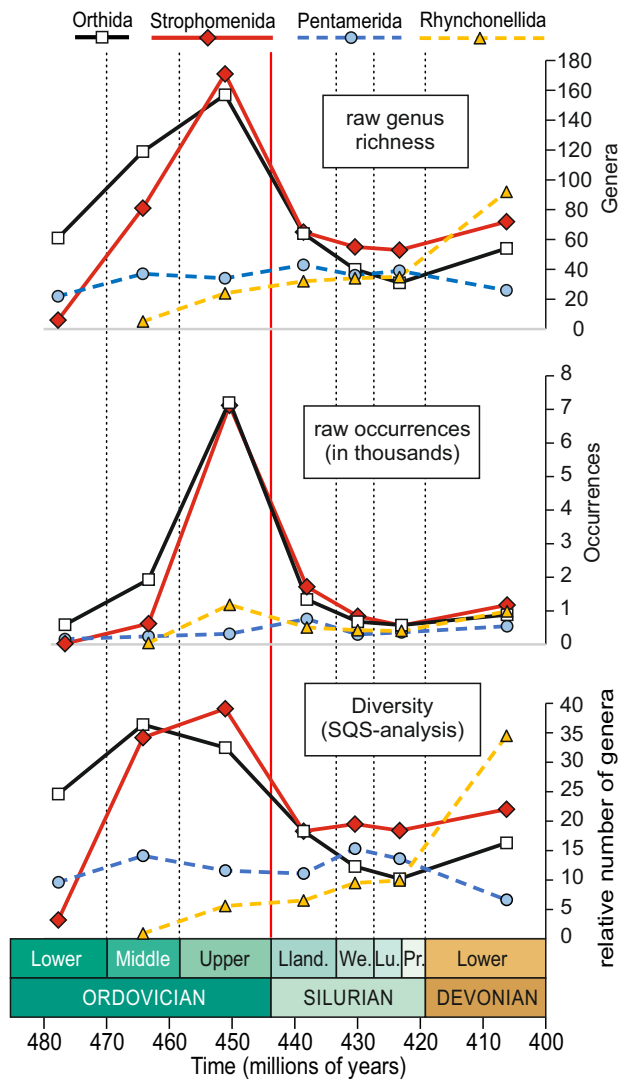 Orthida Strophomenida Pentamerida Rhynchonellida
180
160
140
120
100
80
60
40
20
0
Genera
raw genus
richness
8
7
6
5
4
3
2
1
0
Occurrences
raw occurrences
(in thousands)
40
35
30
25
20
15
10
5
0
relative number of genera
Diversity
(SQS-analysis)
Lower Middle Upper Lland. We. Lu. Pr. Lower
ORDOVICIAN SILURIAN DEVONIAN
480 470 460 450 440 430 420 410 400
Time (millions of years)